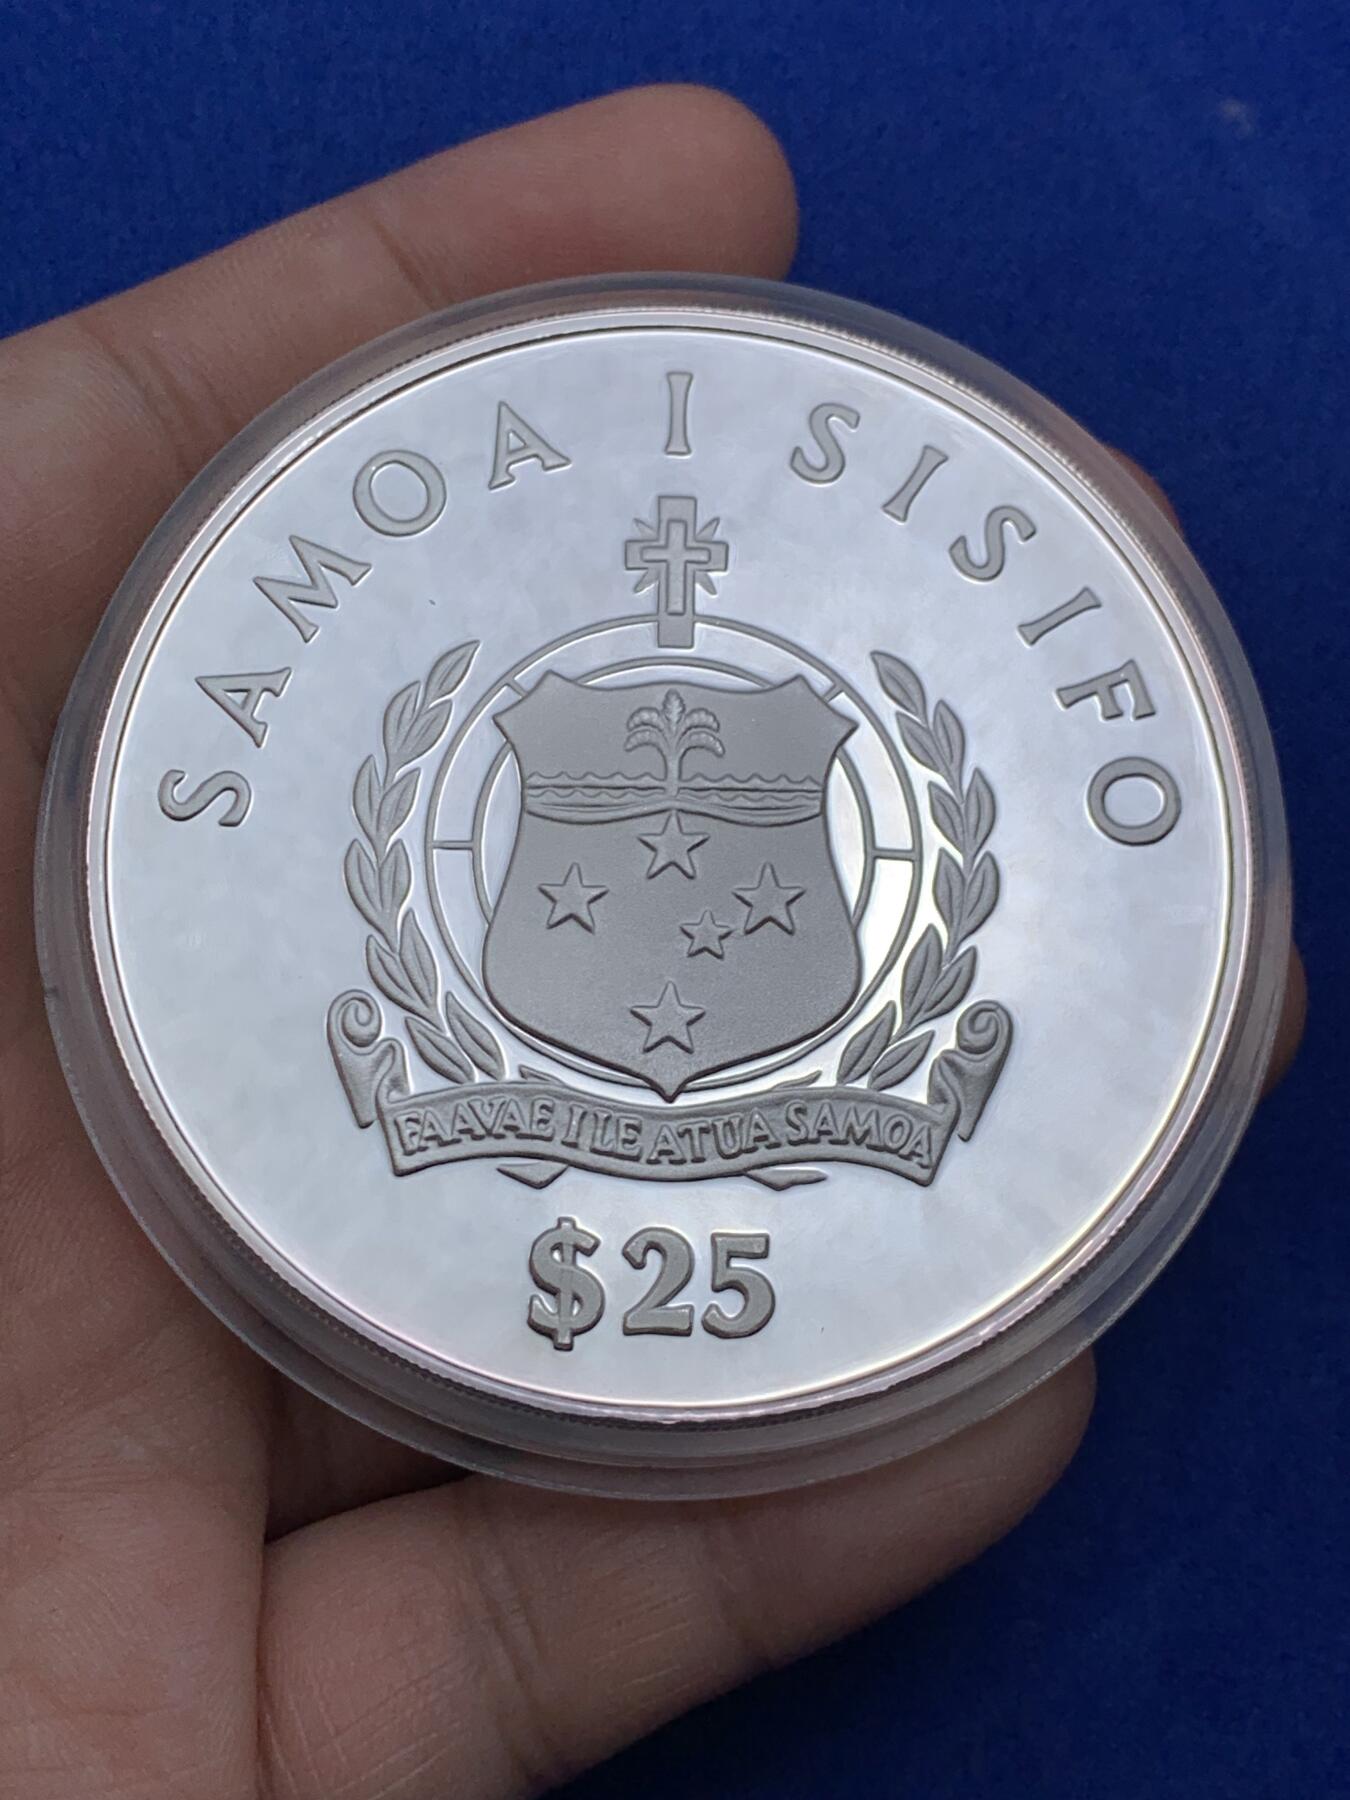 SAMOA I SISIFO
FAAVAE I LE ATUA SAMOA
$25